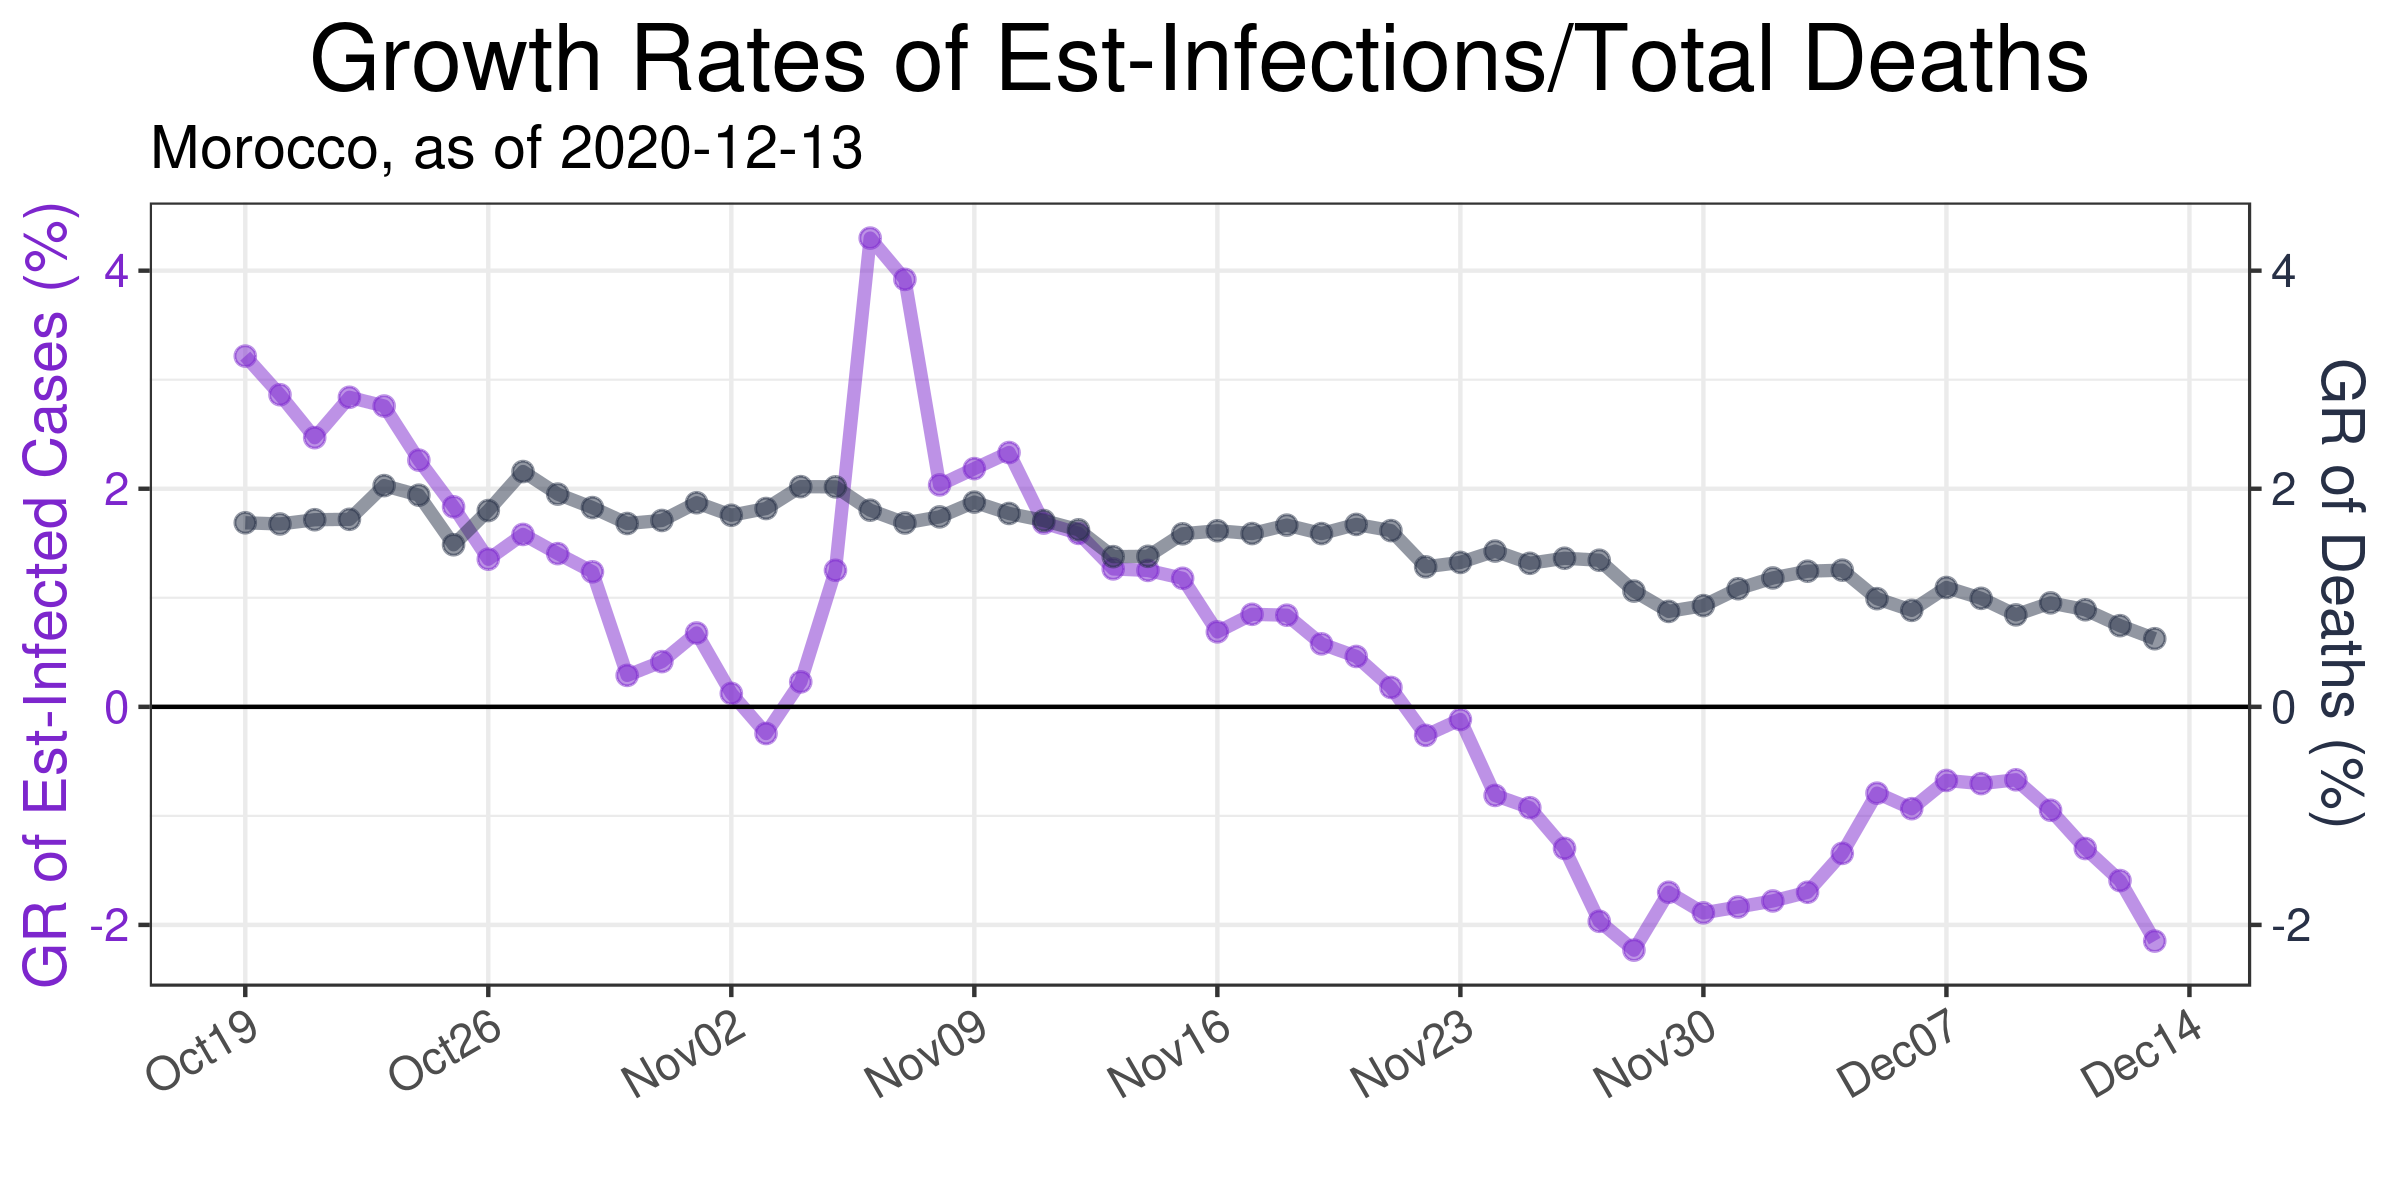 Growth Rates of Est-Infections/Total Deaths
Morocco, as of 2020-12-13
GR of Est-Infected Cases (%)
4
2
0
-2
4
2
0
-2
GR of Deaths (%)
Oct19
Oct26
Nov02
Nov09
Nov16
Nov23
Nov30
Dec07
Dec14